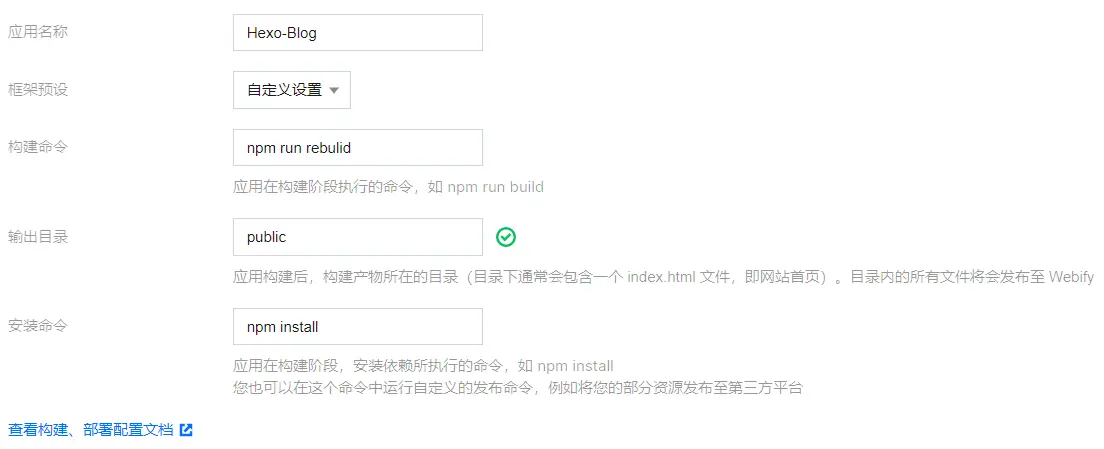 应用名称
Hexo-Blog
框架预设
自定义设置
构建命令
npm run rebulid
应用在构建阶段执行的命令，如 npm run build
输出目录
public
应用构建后，构建产物所在的目录（目录下通常会包含一个 index.html 文件，即网站首页）。目录内的所有文件将会发布至 Webify
安装命令
npm install
应用在构建阶段，安装依赖所执行的命令，如 npm install
您也可以在这个命令中运行自定义的发布命令，例如将您的部分资源发布至第三方平台
查看构建、部署配置文档